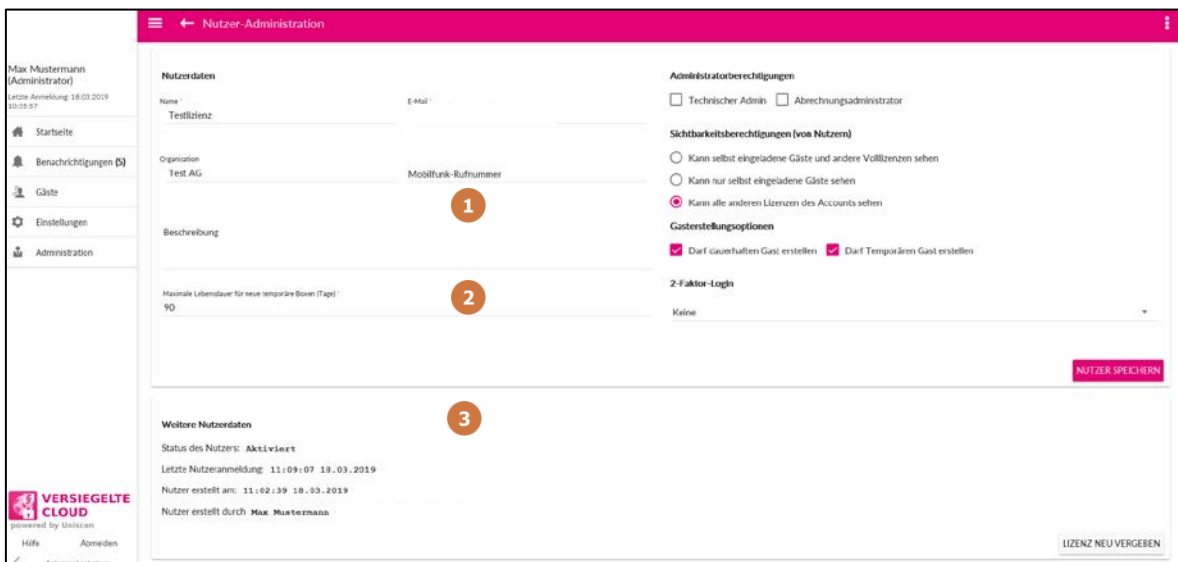 Nutzer-Administration
Max Mustermann
(Administrator)
Letzte Anmeldung: 18.03.2019
Startseite
Benachrichtigungen (5)
Gäste
Einstellungen
Administration
VERSIEGELTE
CLOUD
powered by Uniscon
Hilfe Abmelden
Nutzerdaten
Name *
Testlizienz
E-Mail *
Organisation
Test AG
Mobilfunk-Rufnummer
1
Beschreibung
Maximale Lebensdauer für neue temporäre Boxen (Tage) *
90
2
Administratorberechtigungen
Technischer Admin Abrechnungsadministrator
Sichtbarkeitsberechtigungen (von Nutzern)
Kann selbst eingeladene Gäste und andere Volllizenzen sehen
Kann nur selbst eingeladene Gäste sehen
Kann alle anderen Lizenzen des Accounts sehen
Gasterstellungsoptionen
Darf dauerhaften Gast erstellen Darf Temporären Gast erstellen
2-Faktor-Login
Keine
NUTZER SPEICHERN
3
Weitere Nutzerdaten
Status des Nutzers: Aktiviert
Letzte Nutzeranmeldung: 11:09:07 18.03.2019
Nutzer erstellt am: 11:02:39 18.03.2019
Nutzer erstellt durch Max Mustermann
LIZENZ NEU VERGEBEN